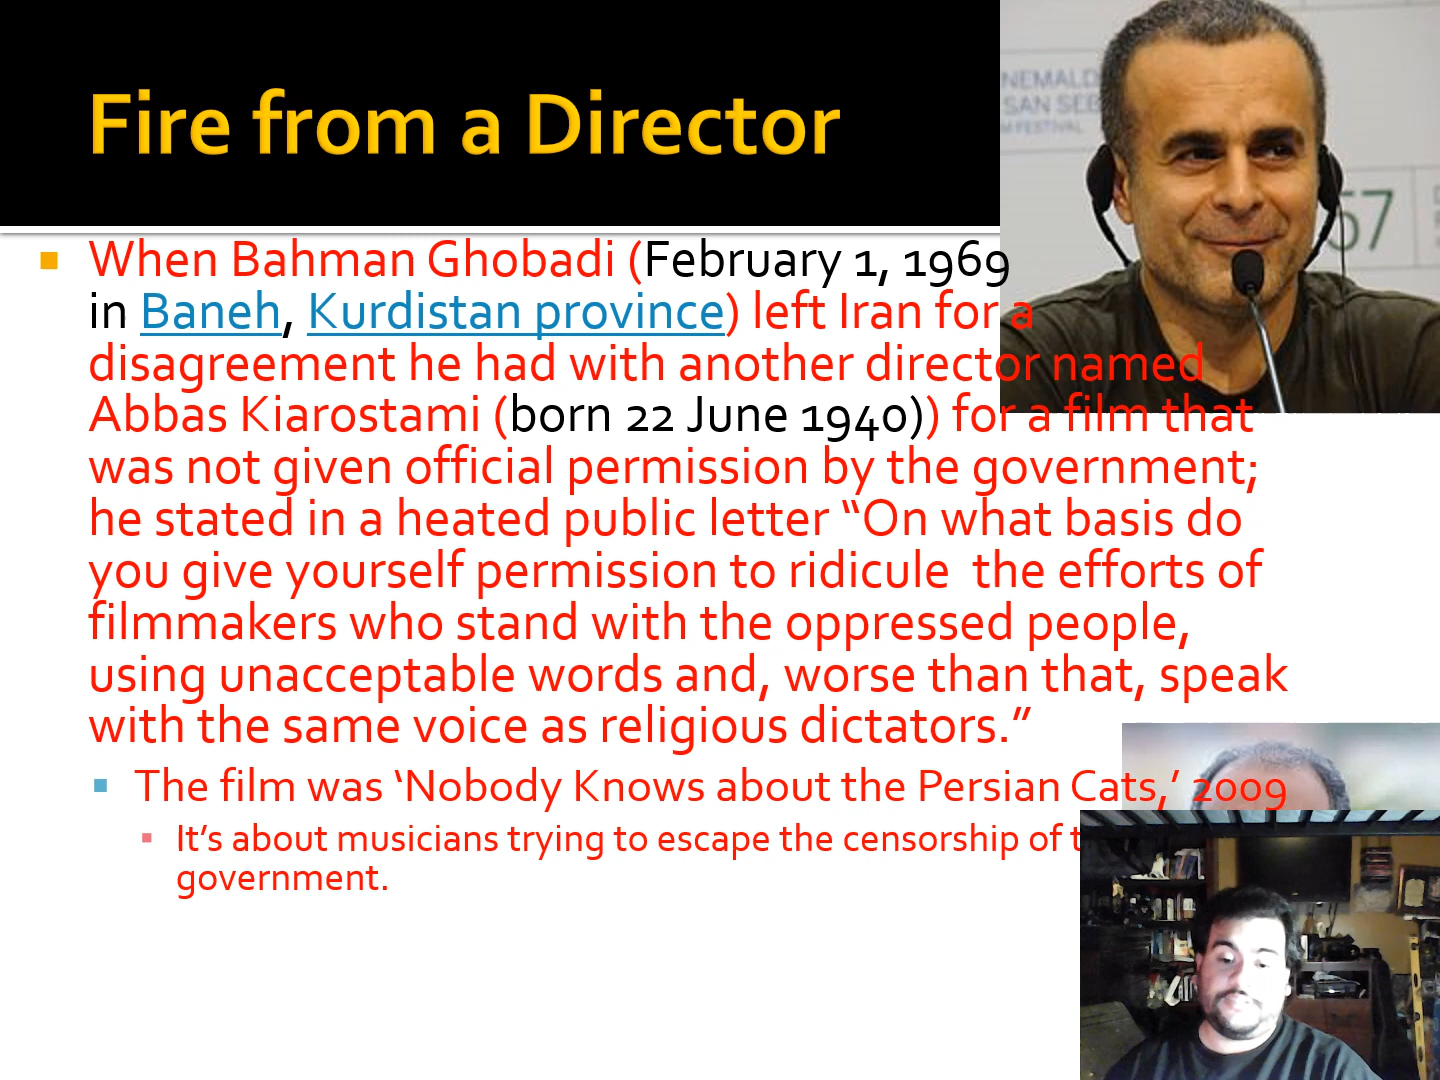 Fire from a Director
NEMALD
SAN SEB
M FESTIVAL
57
When Bahman Ghobadi (February 1, 1969
in Baneh, Kurdistan province) left Iran for a
disagreement he had with another director named
Abbas Kiarostami (born 22 June 1940)) for a film that
was not given official permission by the government;
he stated in a heated public letter “On what basis do
you give yourself permission to ridicule  the efforts of
filmmakers who stand with the oppressed people,
using unacceptable words and, worse than that, speak
with the same voice as religious dictators.”
The film was ‘Nobody Knows about the Persian Cats,’ 2009
It’s about musicians trying to escape the censorship of t
government.